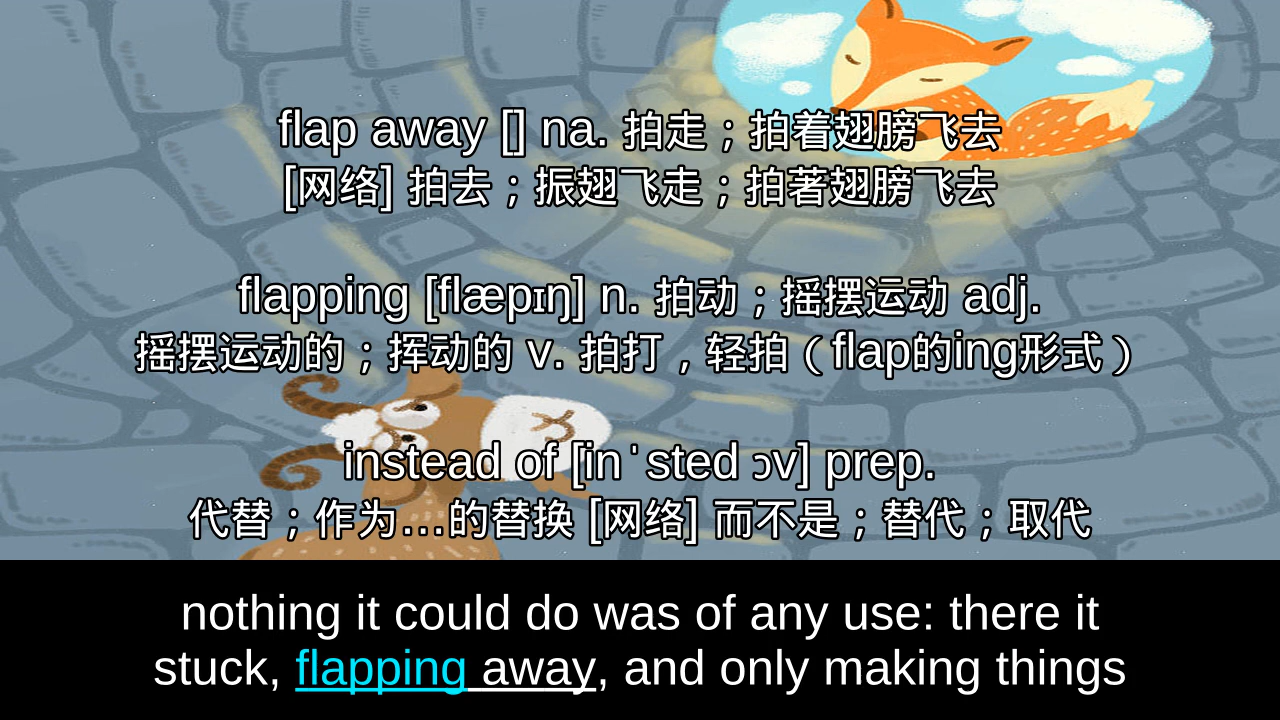 flap away [] na. 拍走；拍着翅膀飞去
[网络] 拍去；振翅飞走；拍著翅膀飞去
flapping [flæpɪŋ] n. 拍动；摇摆运动 adj.
摇摆运动的；挥动的 v. 拍打，轻拍（flap的ing形式）
instead of [inˈsted ɔv] prep.
代替；作为…的替换 [网络] 而不是；替代；取代
nothing it could do was of any use: there it
stuck, flapping away, and only making things